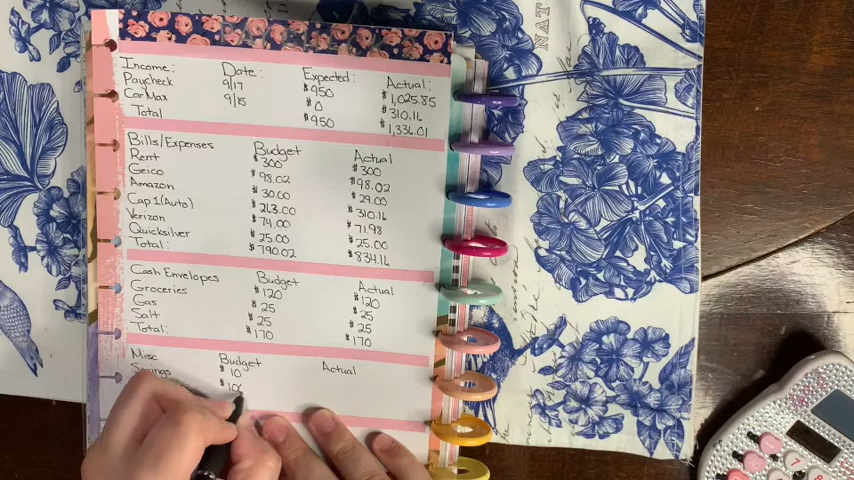 NAT
Income: Date: Expected: Actual:
Paycheck 9/17 $950 $1,025.85
CarMax 9/15 $0 $310.16
Total $950 $1,336.01
Bills/Expenses Budget Actual
Rent $300 $300
Geico $98.02 $98.02
Amazon $30.00 $29.00
Cap 1(Auto) $263.00 $310.16
Verizon $74.00 $71.98
Quicksilver $25.00 $25.00
Total: $790.02 $834.16
Cash Envelopes Budget Actual
Groceries $120 $120
Gas $25 $25
Salt $25 $25
Total: $170 $170
Misc Budget Actual
Savings $10
$100